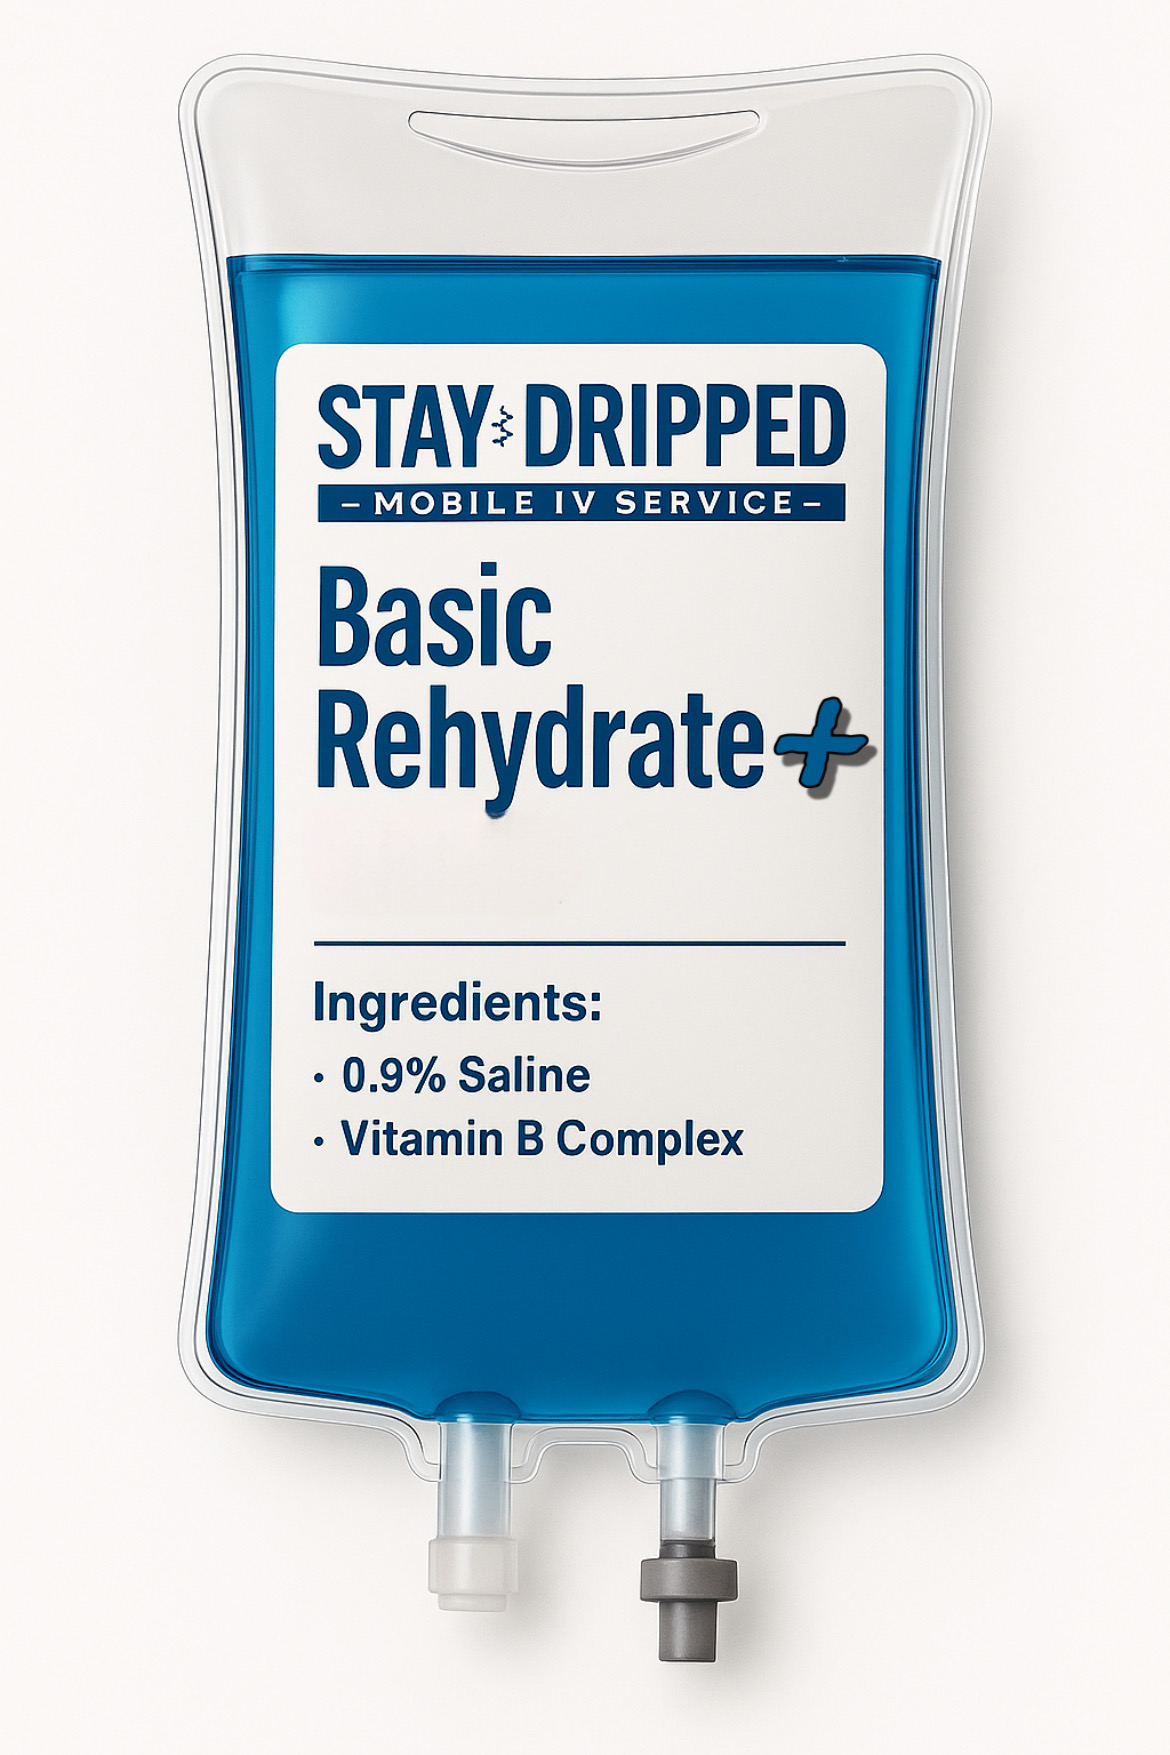 STAY DRIPPED
– MOBILE IV SERVICE –
Basic
Rehydrate+
Ingredients:
· 0.9% Saline
· Vitamin B Complex